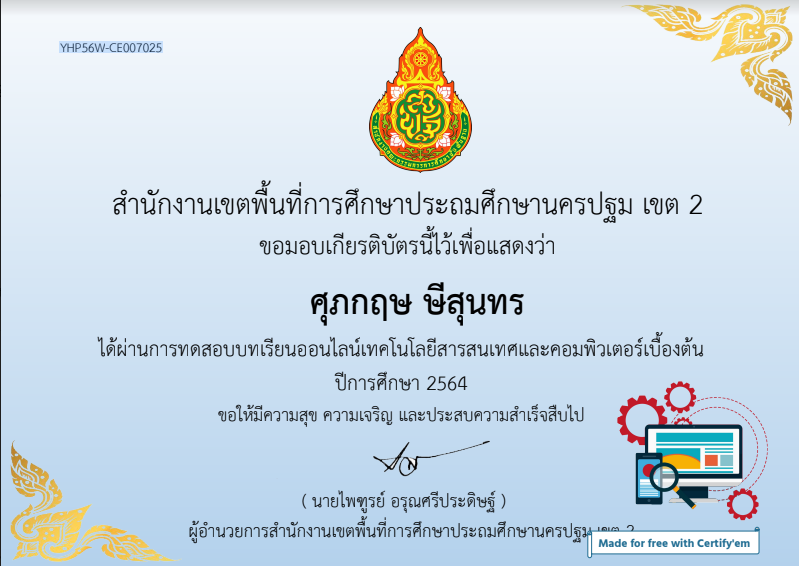 YHP56W-CE007025
สำนักงานเขตพื้นที่การศึกษาประถมศึกษานครปฐม เขต 2
ขอมอบเกียรติบัตรนี้ไว้เพื่อแสดงว่า
ศุภกฤษ ษีสุนทร
ได้ผ่านการทดสอบบทเรียนออนไลน์เทคโนโลยีสารสนเทศและคอมพิวเตอร์เบื้องต้น
ปีการศึกษา 2564
ขอให้มีความสุข ความเจริญ และประสบความสำเร็จสืบไป
( นายไพฑูรย์ อรุณศรีประดิษฐ์ )
ผู้อำนวยการสำนักงานเขตพื้นที่การศึกษาประถมศึกษานครปฐม เขต 2
Made for free with Certify'em